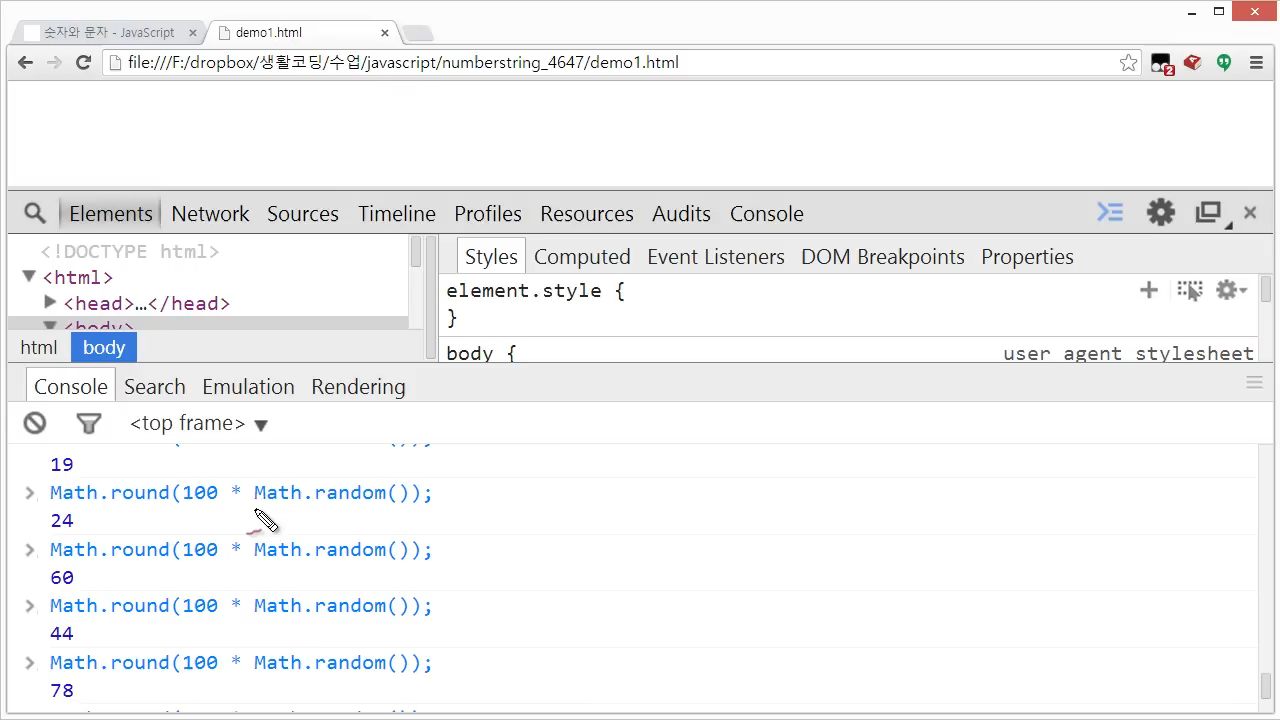 숫자와 문자 - JavaScript × demo1.html ×
file:///F:/dropbox/생활코딩/수업/javascript/numberstring_4647/demo1.html 2
Elements Network Sources Timeline Profiles Resources Audits Console ×
<!DOCTYPE html>
▼ <html>
▶ <head>…</head>
▼ <body>
html body
Styles Computed Event Listeners DOM Breakpoints Properties
element.style {
}
body { user agent stylesheet
Console Search Emulation Rendering
<top frame> ▼
19
> Math.round(100 * Math.random());
24
> Math.round(100 * Math.random());
60
> Math.round(100 * Math.random());
44
> Math.round(100 * Math.random());
78